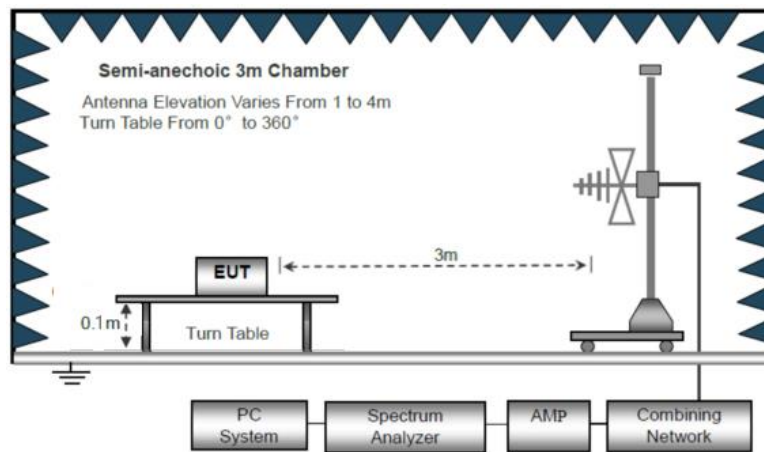 Semi-anechoic 3m Chamber
Antenna Elevation Varies From 1 to 4m
Turn Table From 0° to 360°
3m
EUT
0.1m
Turn Table
PC
System
Spectrum
Analyzer
AMP
Combining
Network